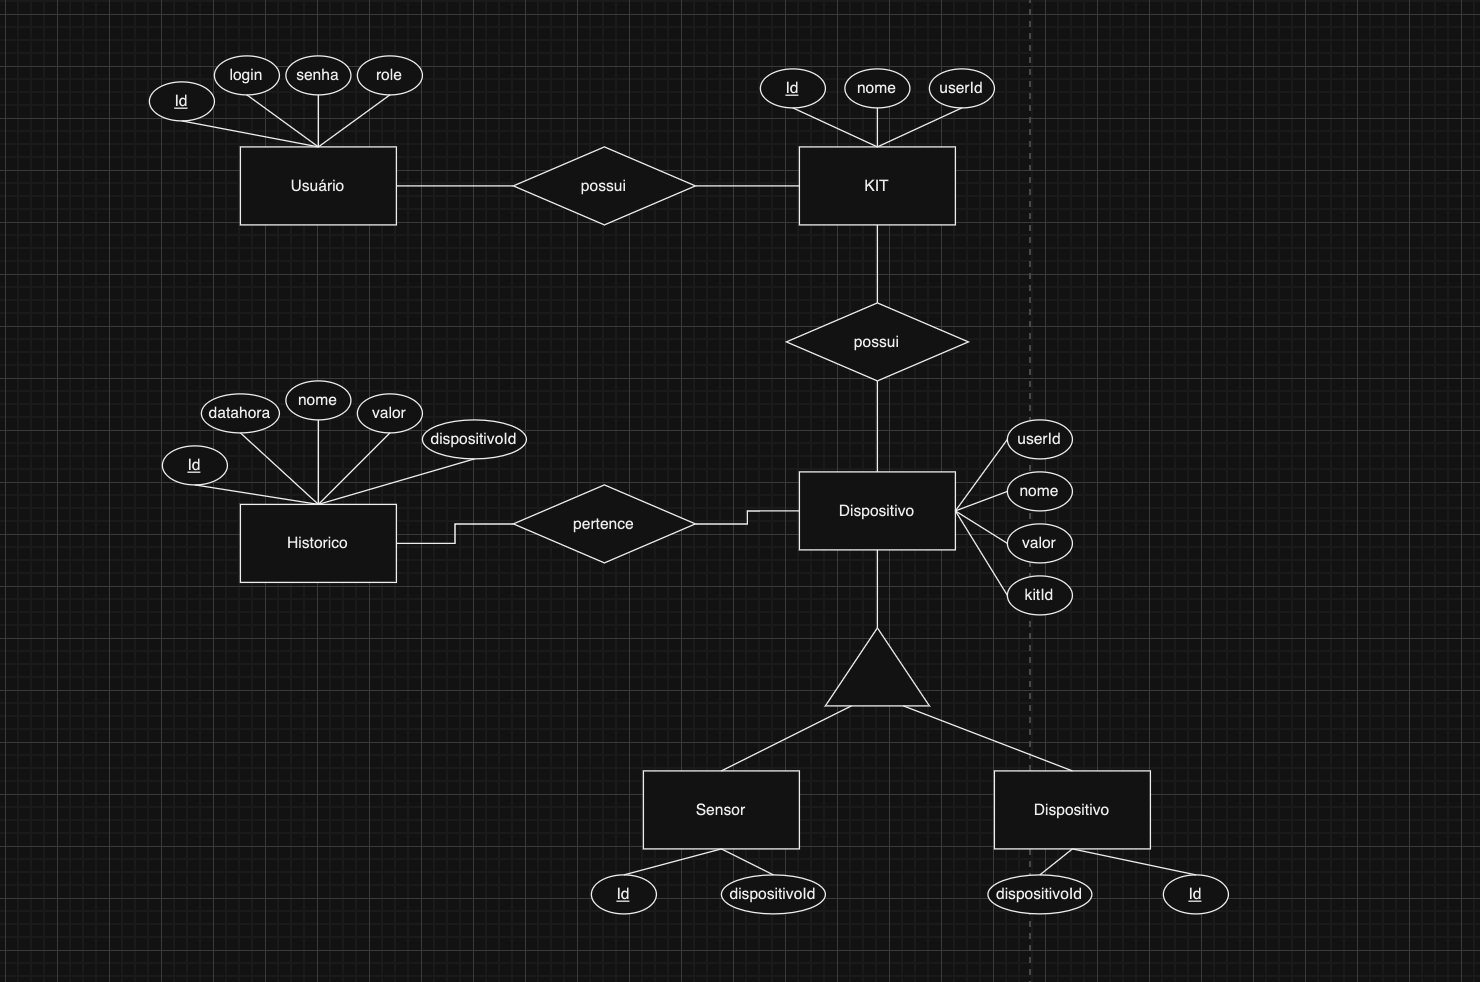 Id
login
senha
role
Usuário
possui
Id
nome
userId
KIT
possui
Id
datahora
nome
valor
dispositivoId
Historico
pertence
Dispositivo
userId
nome
valor
kitId
Sensor
Id
dispositivoId
Dispositivo
dispositivoId
Id